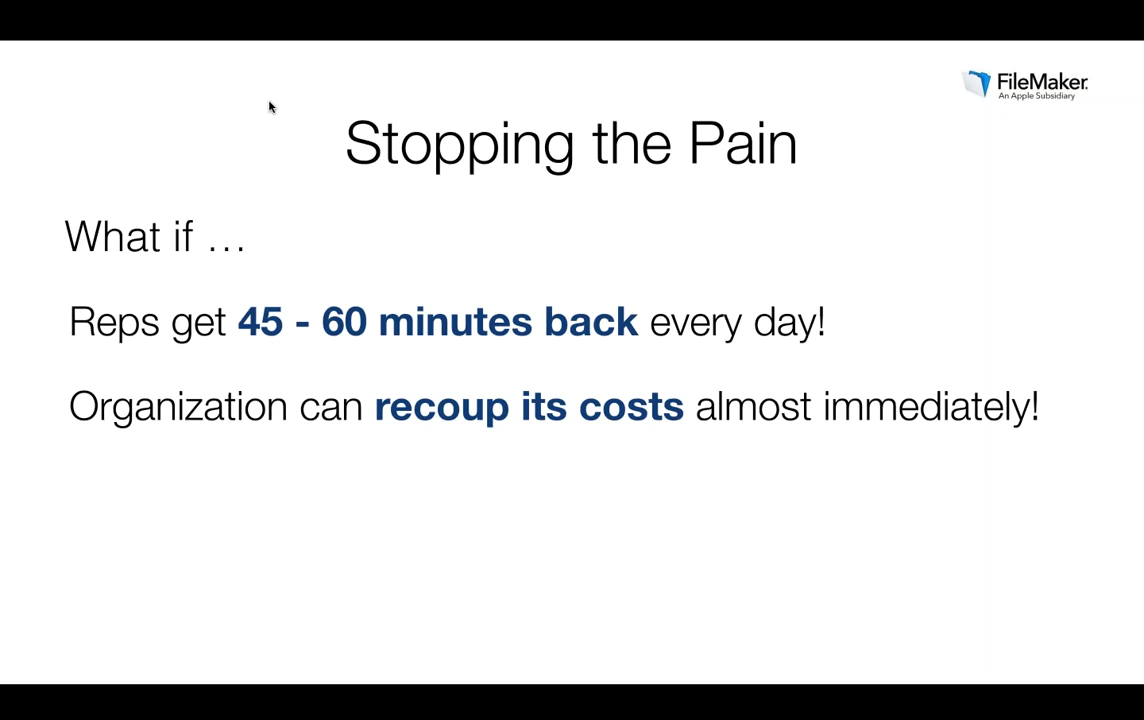 FileMaker.
An Apple Subsidiary
Stopping the Pain
What if …
Reps get 45 - 60 minutes back every day!
Organization can recoup its costs almost immediately!